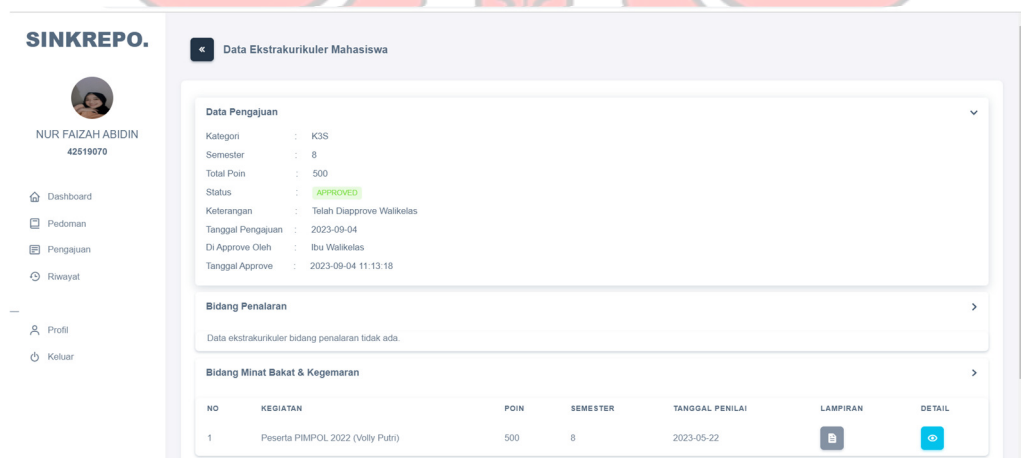 SINKREPO.
NUR FAIZAH ABIDIN
42519070
Dashboard
Pedoman
Pengajuan
Riwayat
Profil
Keluar
« Data Ekstrakurikuler Mahasiswa
Data Pengajuan
Kategori : K3S
Semester : 8
Total Poin : 500
Status : APPROVED
Keterangan : Telah Diapprove Walikelas
Tanggal Pengajuan : 2023-09-04
Di Approve Oleh : Ibu Walikelas
Tanggal Approve : 2023-09-04 11:13:18
Bidang Penalaran
Data ekstrakurikuler bidang penalaran tidak ada.
Bidang Minat Bakat & Kegemaran
NO KEGIATAN POIN SEMESTER TANGGAL PENILAI LAMPIRAN DETAIL
1 Peserta PIMPOL 2022 (Volly Putri) 500 8 2023-05-22